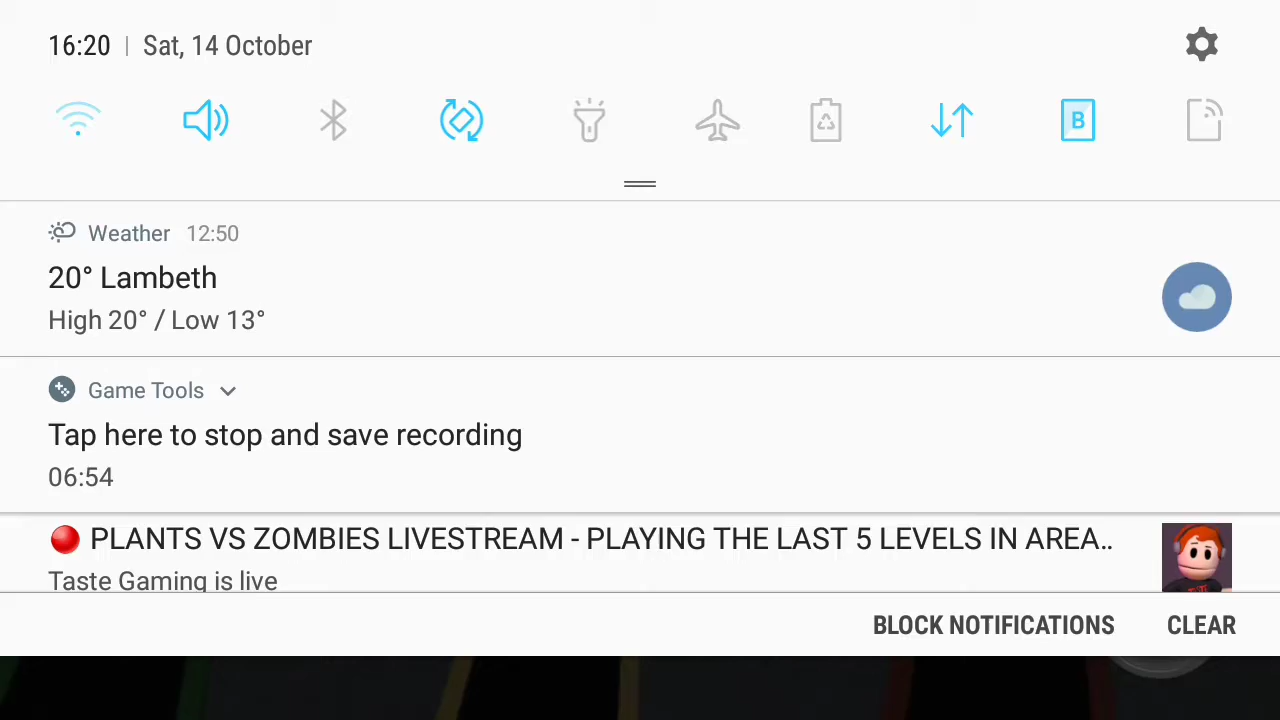 16:20 | Sat, 14 October
B
Weather 12:50
20° Lambeth
High 20° / Low 13°
Game Tools
Tap here to stop and save recording
06:54
PLANTS VS ZOMBIES LIVESTREAM - PLAYING THE LAST 5 LEVELS IN AREA..
Taste Gaming is live
BLOCK NOTIFICATIONS CLEAR